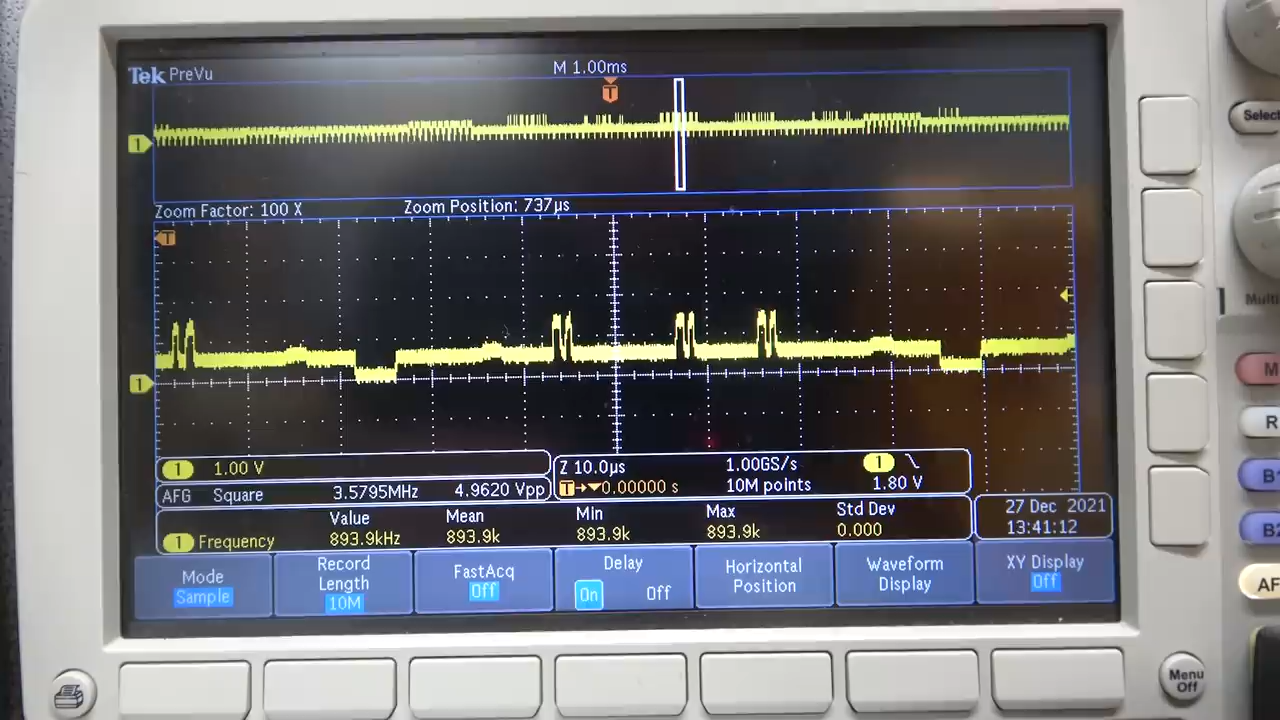 Tek PreVu
M 1.00ms
T
1
Zoom Factor: 100 X
Zoom Position: 737µs
T
1
1 1.00 V
Z 10.0µs 1.00GS/s 1
T→▼0.00000 s 10M points 1.80 V
AFG Square 3.5795MHz 4.9620 Vpp
Value Mean Min Max Std Dev
1 Frequency 893.9kHz 893.9k 893.9k 893.9k 0.000
27 Dec 2021
13:41:12
Mode
Sample
Record
Length
10M
FastAcq
Off
Delay
On Off
Horizontal
Position
Waveform
Display
XY Display
Off
Select
Multi
M
R
B
B2
AF
Menu
Off